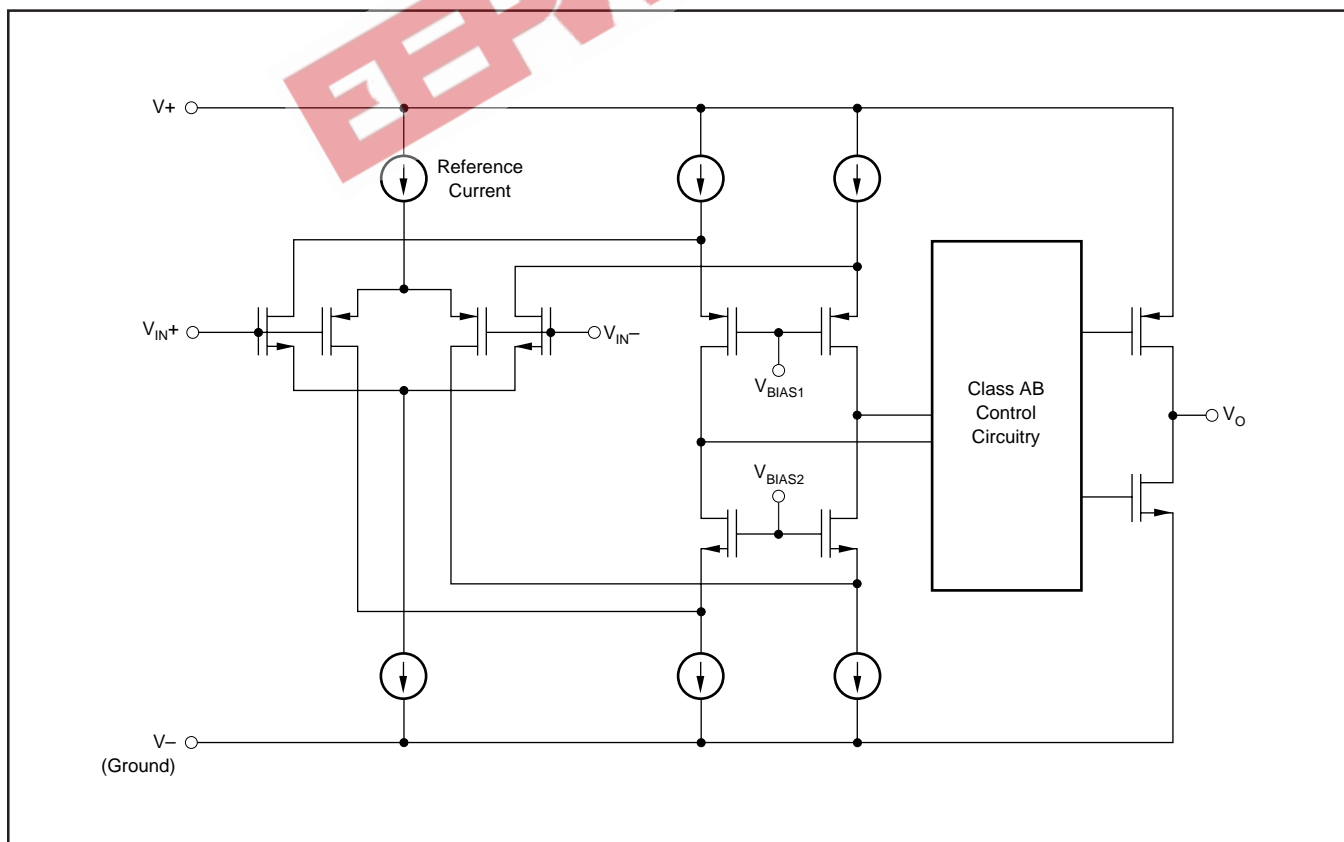 V+
Reference
Current
VIN+
VIN–
VBIAS1
VBIAS2
Class AB
Control
Circuitry
VO
V–
(Ground)